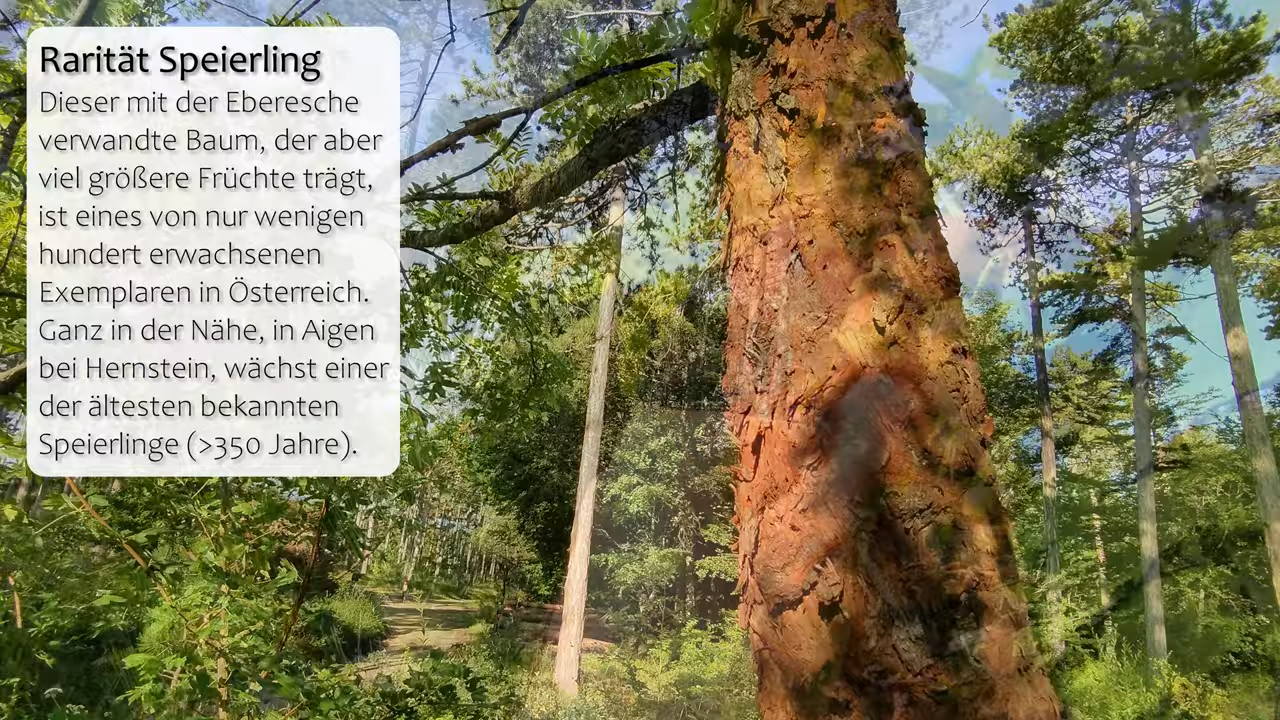 Rarität Speierling
Dieser mit der Eberesche
verwandte Baum, der aber
viel größere Früchte trägt,
ist eines von nur wenigen
hundert erwachsenen
Exemplaren in Österreich.
Ganz in der Nähe, in Aigen
bei Hernstein, wächst einer
der ältesten bekannten
Speierlinge (>350 Jahre).